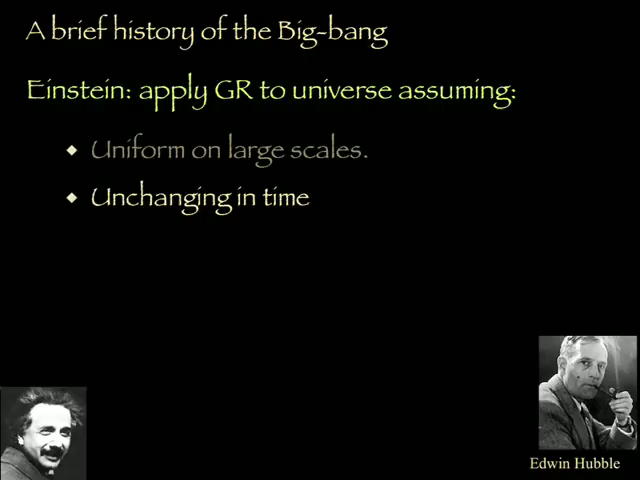 A brief history of the Big-bang
Einstein: apply GR to universe assuming:
◆ Uniform on large scales.
◆ Unchanging in time
Edwin Hubble